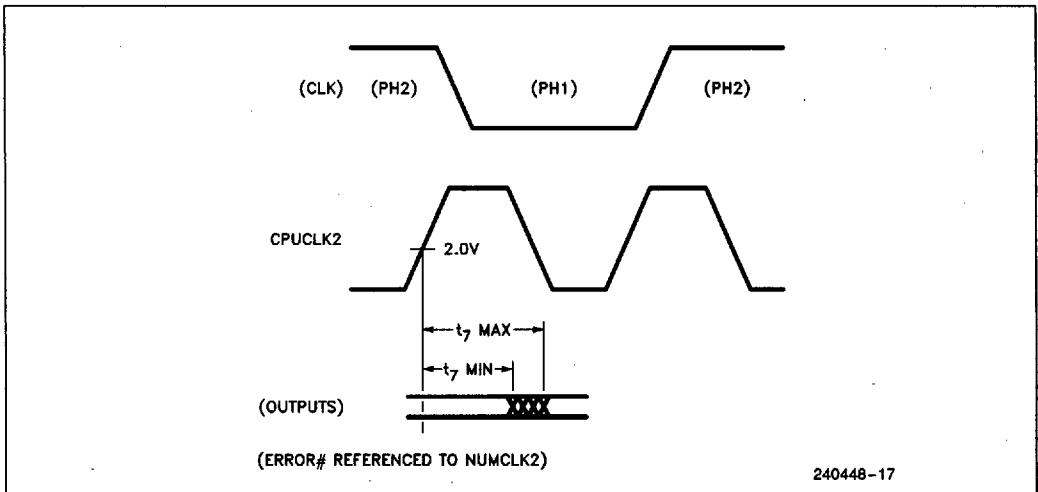 (CLK) (PH2) (PH1) (PH2)
CPUCLK2
2.0V
t7 MAX
t7 MIN
(OUTPUTS)
(ERROR# REFERENCED TO NUMCLK2)
240448-17